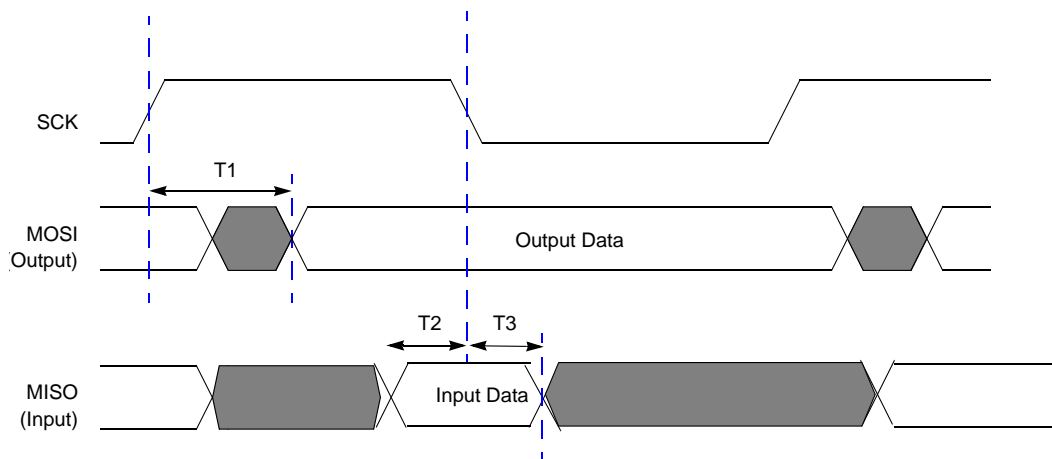 SCK
T1
MOSI
(Output)
Output Data
T2
T3
MISO
(Input)
Input Data